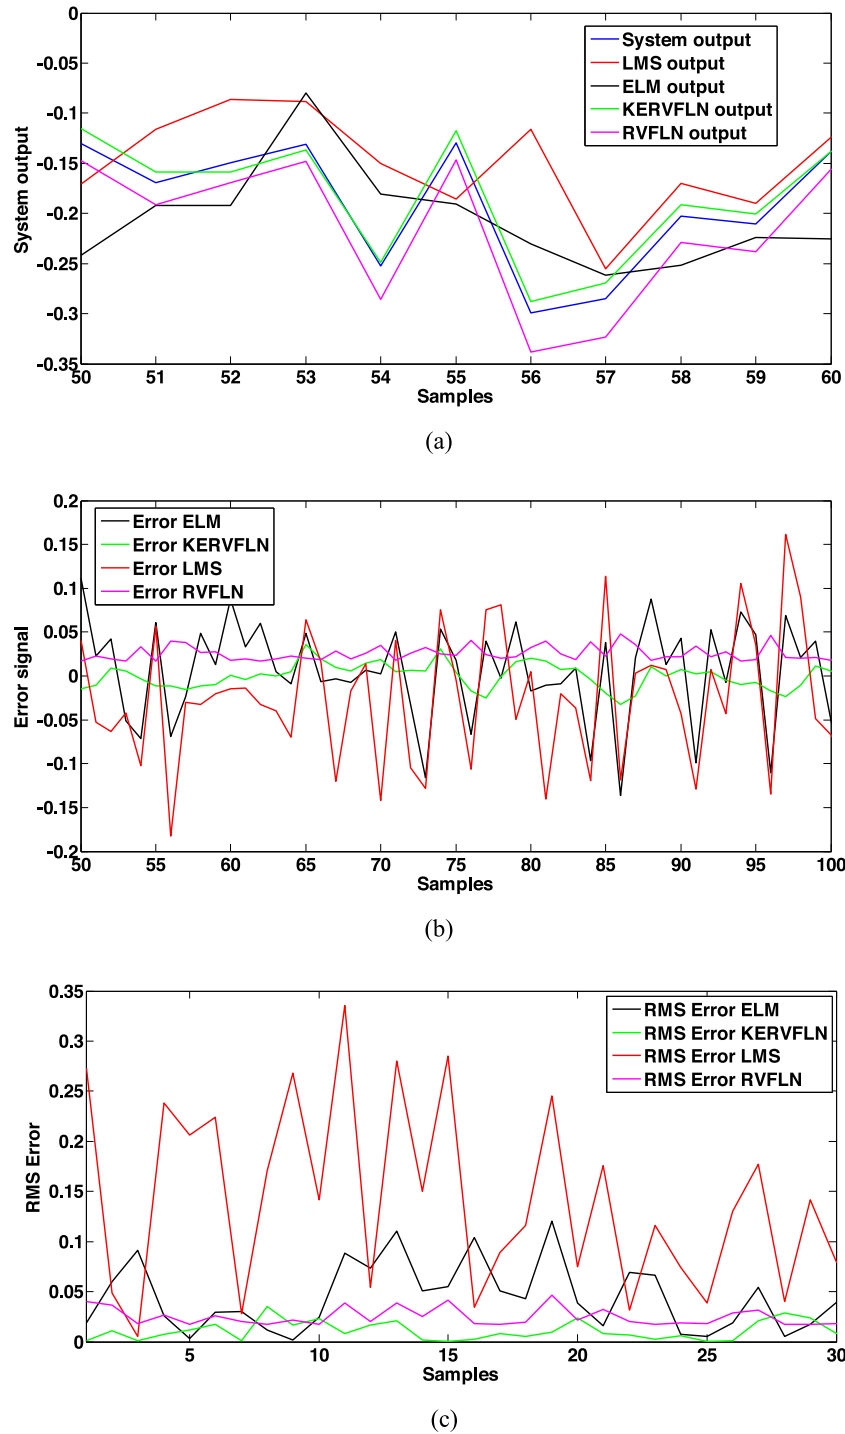 0
-0.05
-0.1
-0.15
-0.2
-0.25
-0.3
-0.35
System output
System output
LMS output
ELM output
KERVFLN output
RVFLN output
50 51 52 53 54 55 56 57 58 59 60
Samples
(a)
0.2
0.15
0.1
0.05
0
-0.05
-0.1
-0.15
-0.2
Error signal
Error ELM
Error KERVFLN
Error LMS
Error RVFLN
50 55 60 65 70 75 80 85 90 95 100
Samples
(b)
0.35
0.3
0.25
0.2
0.15
0.1
0.05
0
RMS Error
RMS Error ELM
RMS Error KERVFLN
RMS Error LMS
RMS Error RVFLN
5 10 15 20 25 30
Samples
(c)